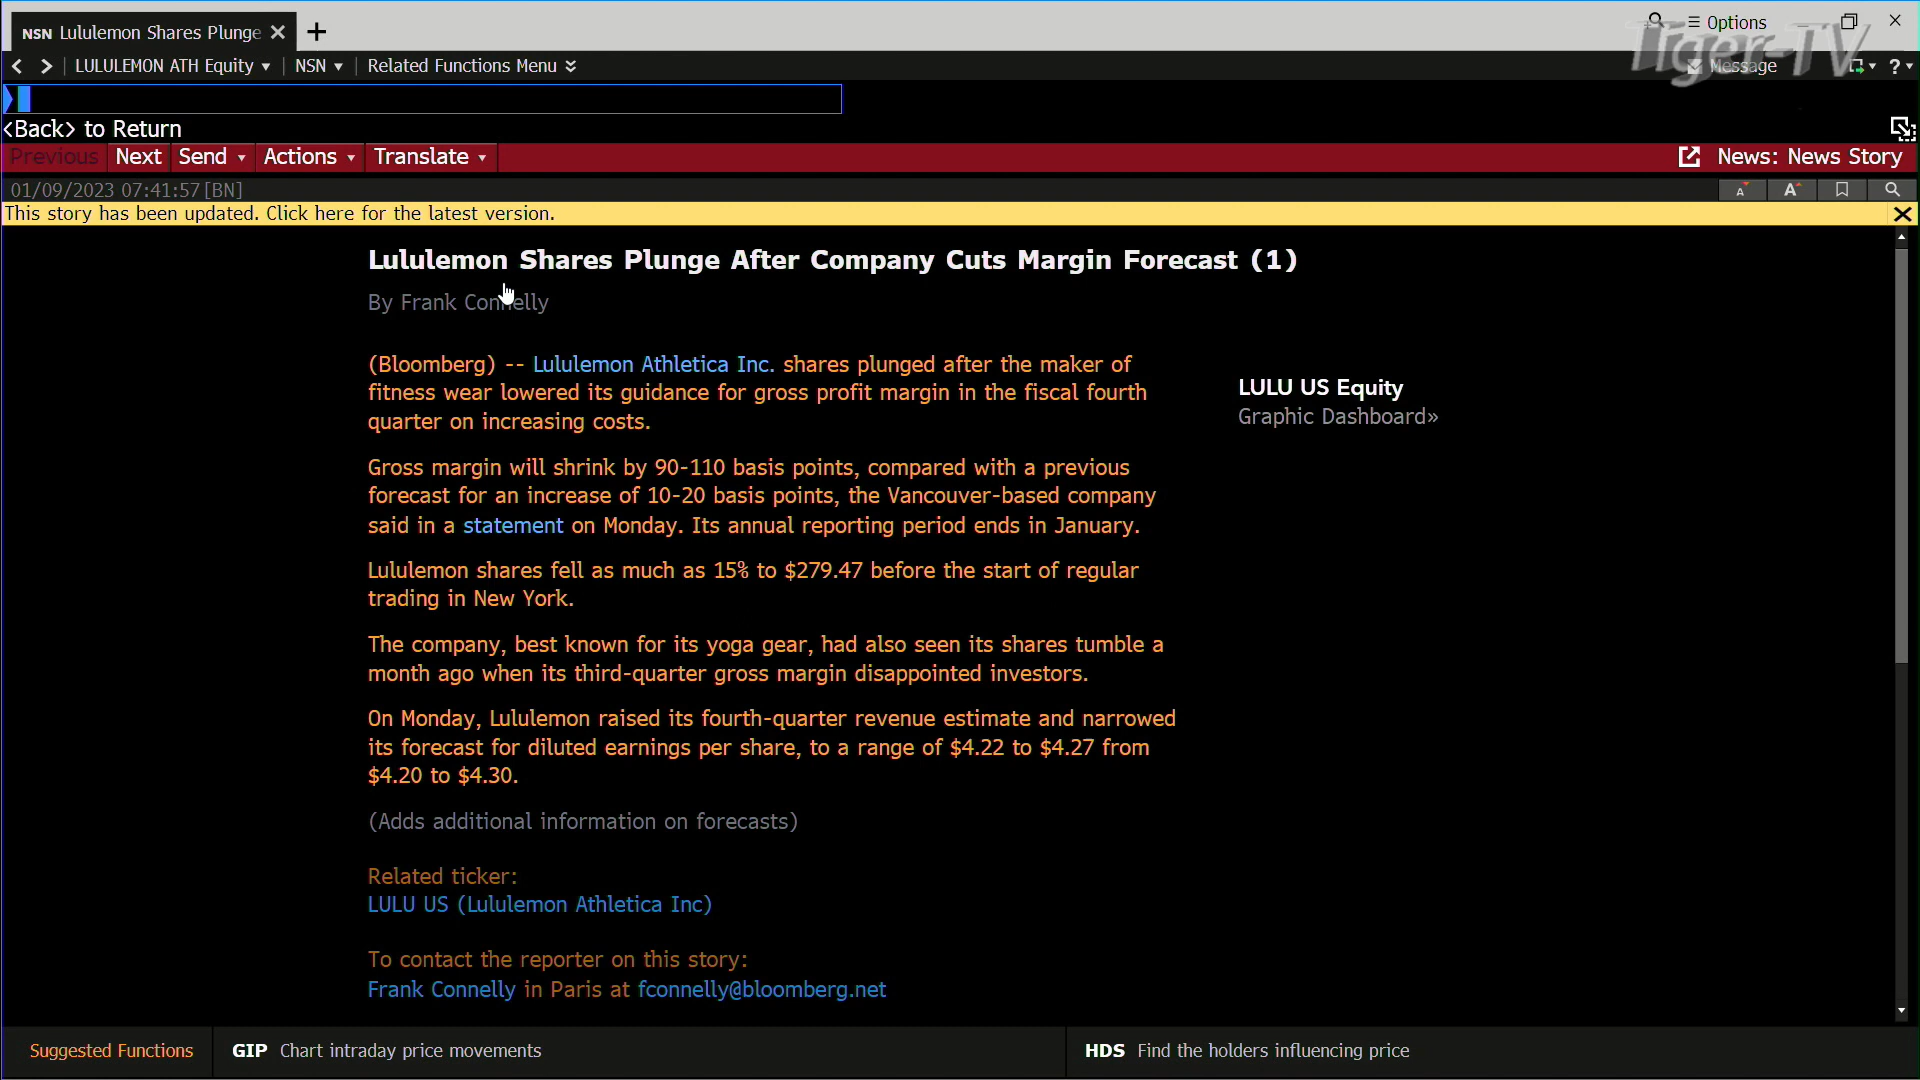 NSN Lululemon Shares Plunge
Options
LULULEMON ATH Equity NSN Related Functions Menu
Message ?
Tiger-TV
<Back> to Return
Previous Next Send Actions Translate News: News Story
01/09/2023 07:41:57 [BN] A A
This story has been updated. Click here for the latest version.
Lululemon Shares Plunge After Company Cuts Margin Forecast (1)
By Frank Connelly
(Bloomberg) -- Lululemon Athletica Inc. shares plunged after the maker of
fitness wear lowered its guidance for gross profit margin in the fiscal fourth
quarter on increasing costs.
LULU US Equity
Graphic Dashboard»
Gross margin will shrink by 90-110 basis points, compared with a previous
forecast for an increase of 10-20 basis points, the Vancouver-based company
said in a statement on Monday. Its annual reporting period ends in January.
Lululemon shares fell as much as 15% to $279.47 before the start of regular
trading in New York.
The company, best known for its yoga gear, had also seen its shares tumble a
month ago when its third-quarter gross margin disappointed investors.
On Monday, Lululemon raised its fourth-quarter revenue estimate and narrowed
its forecast for diluted earnings per share, to a range of $4.22 to $4.27 from
$4.20 to $4.30.
(Adds additional information on forecasts)
Related ticker:
LULU US (Lululemon Athletica Inc)
To contact the reporter on this story:
Frank Connelly in Paris at fconnelly@bloomberg.net
Suggested Functions GIP Chart intraday price movements HDS Find the holders influencing price